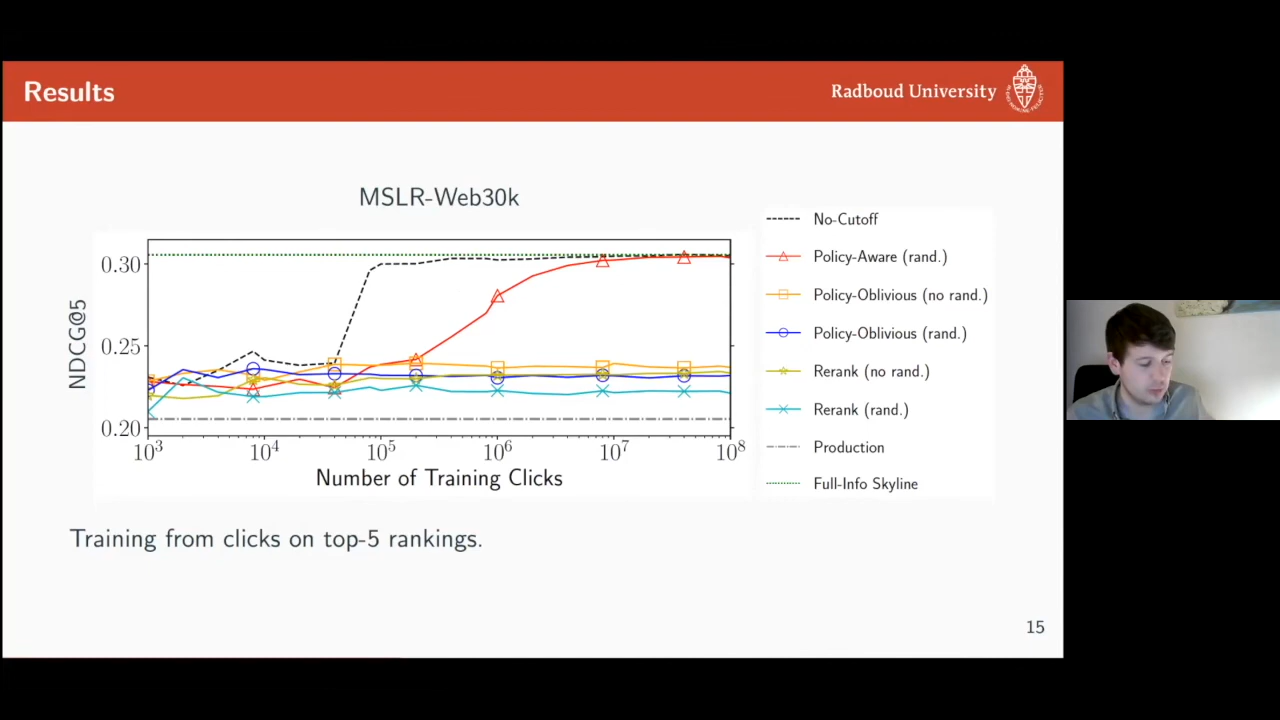 Results
Radboud University
MSLR-Web30k
NDCG@5
0.30
0.25
0.20
10³
10⁴
10⁵
10⁶
10⁷
10⁸
Number of Training Clicks
No-Cutoff
Policy-Aware (rand.)
Policy-Oblivious (no rand.)
Policy-Oblivious (rand.)
Rerank (no rand.)
Rerank (rand.)
Production
Full-Info Skyline
Training from clicks on top-5 rankings.
15